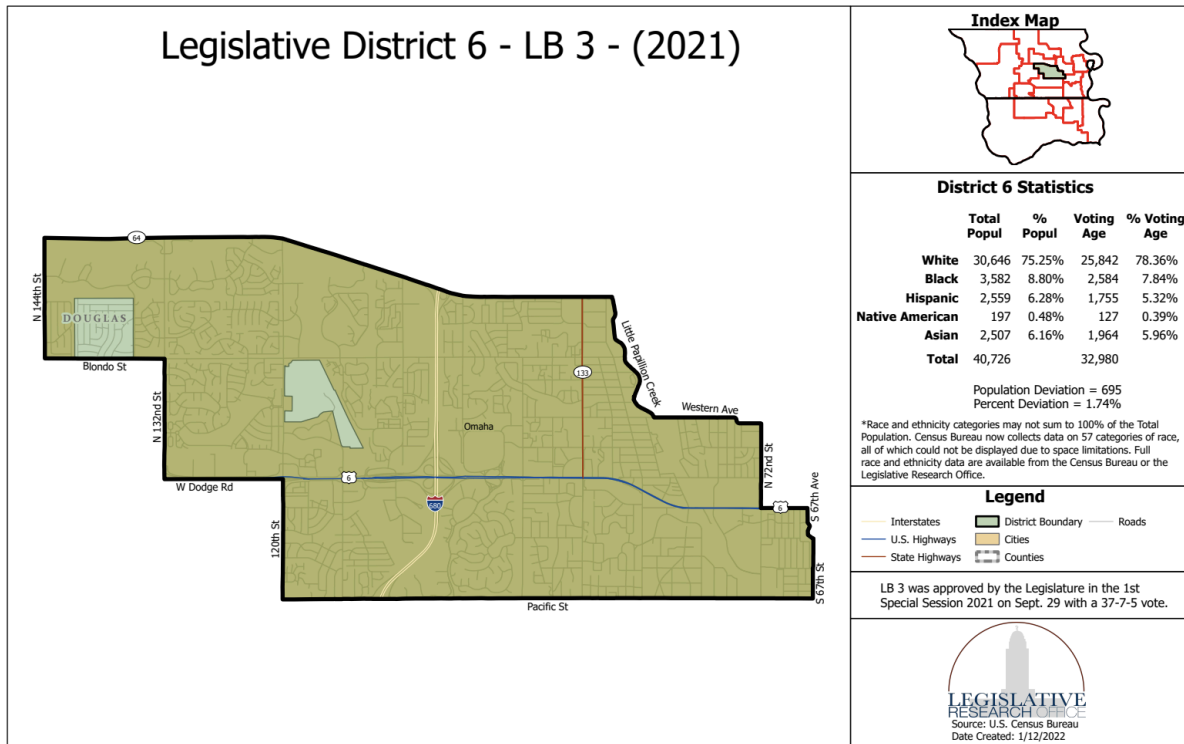 Legislative District 6 - LB 3 - (2021)
64
N 144th St
DOUGLAS
Blondo St
N 132nd St
W Dodge Rd
6
120th St
680
Omaha
133
Little Papillion Creek
Western Ave
N 72nd St
6
S 67th Ave
S 67th St
Pacific St
Index Map
District 6 Statistics
Total Popul % Popul Voting Age % Voting Age
White 30,646 75.25% 25,842 78.36%
Black 3,582 8.80% 2,584 7.84%
Hispanic 2,559 6.28% 1,755 5.32%
Native American 197 0.48% 127 0.39%
Asian 2,507 6.16% 1,964 5.96%
Total 40,726 32,980
Population Deviation = 695
Percent Deviation = 1.74%
*Race and ethnicity categories may not sum to 100% of the Total
Population. Census Bureau now collects data on 57 categories of race,
all of which could not be displayed due to space limitations. Full
race and ethnicity data are available from the Census Bureau or the
Legislative Research Office.
Legend
Interstates District Boundary Roads
U.S. Highways Cities
State Highways Counties
LB 3 was approved by the Legislature in the 1st
Special Session 2021 on Sept. 29 with a 37-7-5 vote.
LEGISLATIVE
RESEARCH OFFICE
Source: U.S. Census Bureau
Date Created: 1/12/2022